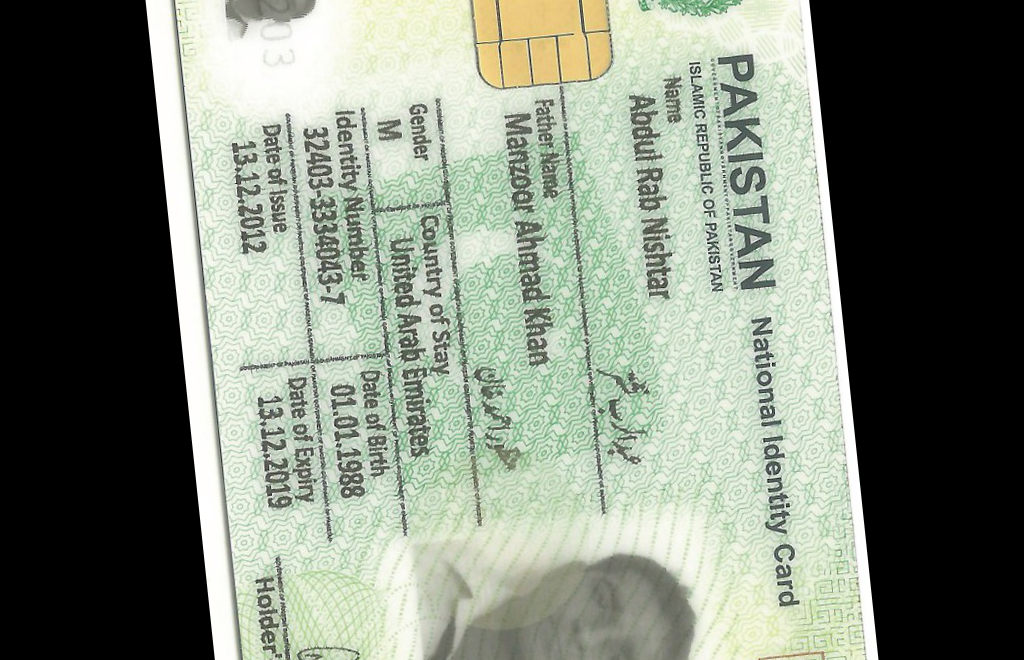 PAKISTAN National Identity Card
ISLAMIC REPUBLIC OF PAKISTAN
Name
Abdul Rab Nishtar
عبدالرب نشتر
Father Name
Manzoor Ahmad Khan
منظور احمد خان
Gender
M
Country of Stay
United Arab Emirates
Identity Number
32403-3334043-7
Date of Birth
01.01.1988
Date of Issue
13.12.2012
Date of Expiry
13.12.2019
Holder'